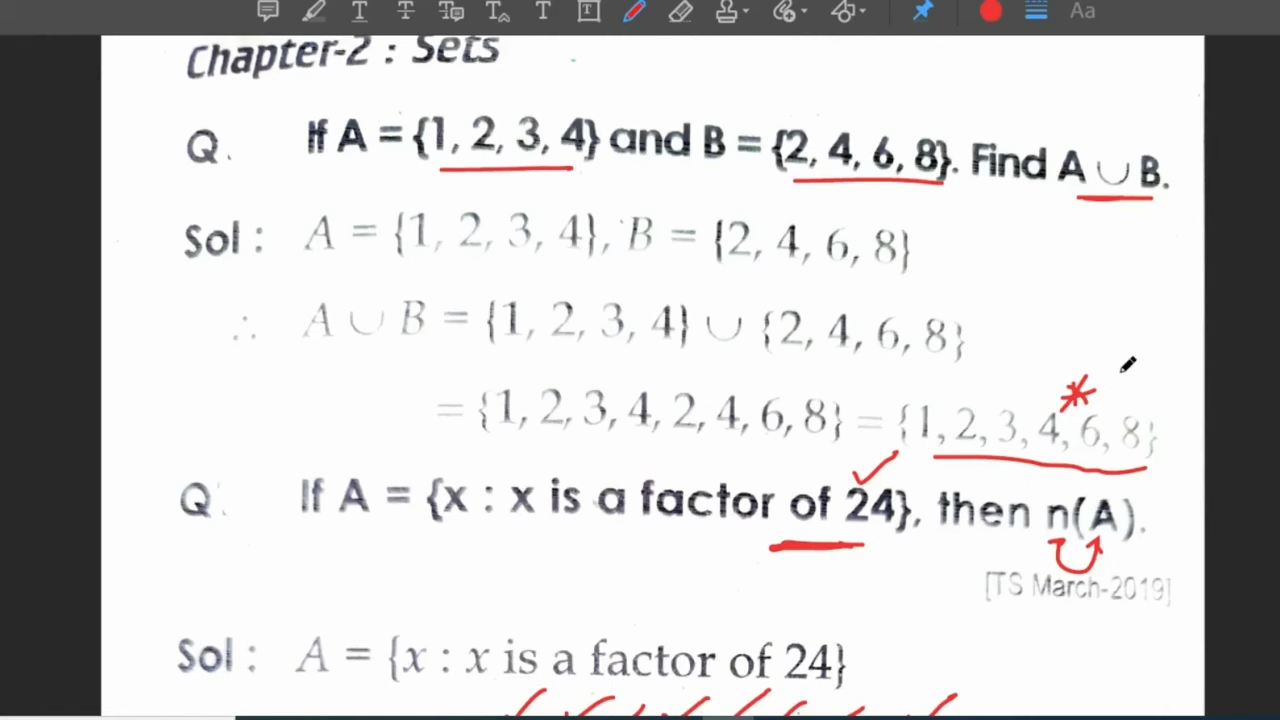 Chapter-2 : Sets
Q. If A = {1, 2, 3, 4} and B = {2, 4, 6, 8}. Find A ∪ B.
Sol : A = {1, 2, 3, 4}, B = {2, 4, 6, 8}
∴ A ∪ B = {1, 2, 3, 4} ∪ {2, 4, 6, 8}
= {1, 2, 3, 4, 2, 4, 6, 8} = {1, 2, 3, 4, 6, 8}
Q. If A = {x : x is a factor of 24}, then n(A).
[TS March-2019]
Sol : A = {x : x is a factor of 24}